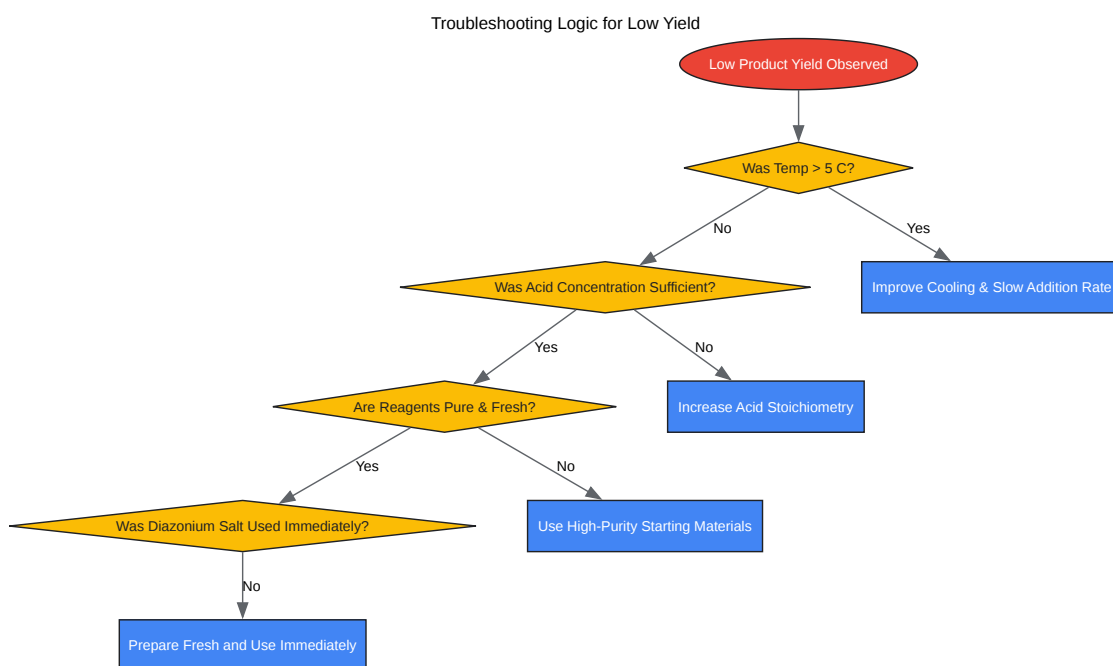 Troubleshooting Logic for Low Yield
Low Product Yield Observed
Was Temp > 5 C?
No
Yes
Was Acid Concentration Sufficient?
Improve Cooling & Slow Addition Rate
Yes
No
Are Reagents Pure & Fresh?
Increase Acid Stoichiometry
Yes
No
Was Diazonium Salt Used Immediately?
Use High-Purity Starting Materials
No
Prepare Fresh and Use Immediately